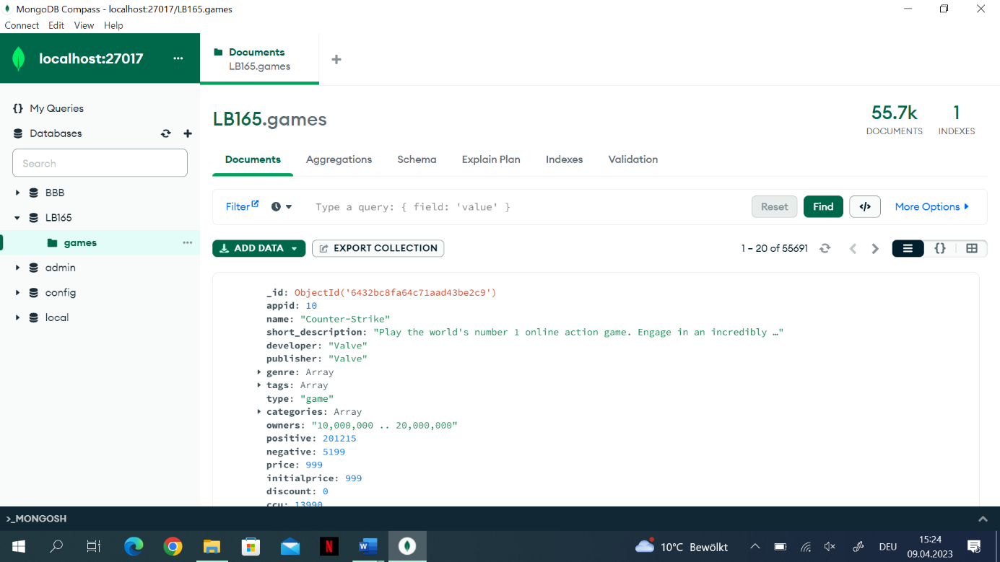 MongoDB Compass - localhost:27017/LB165.games
Connect Edit View Help
localhost:27017 ...
Documents
LB165.games
+
{} My Queries
Databases
Search
BBB
LB165
games ...
admin
config
local
LB165.games
55.7k
DOCUMENTS
1
INDEXES
Documents Aggregations Schema Explain Plan Indexes Validation
Filter Type a query: { field: 'value' } Reset Find </> More Options
ADD DATA EXPORT COLLECTION 1 – 20 of 55691 {}
_id: ObjectId('6432bc8fa64c71aad43be2c9')
appid: 10
name: "Counter-Strike"
short_description: "Play the world's number 1 online action game. Engage in an incredibly …"
developer: "Valve"
publisher: "Valve"
genre: Array
tags: Array
type: "game"
categories: Array
owners: "10,000,000 .. 20,000,000"
positive: 201215
negative: 5199
price: 999
initialprice: 999
discount: 0
ccu: 13990
>_MONGOSH
N W 10°C Bewölkt DEU 15:24
09.04.2023